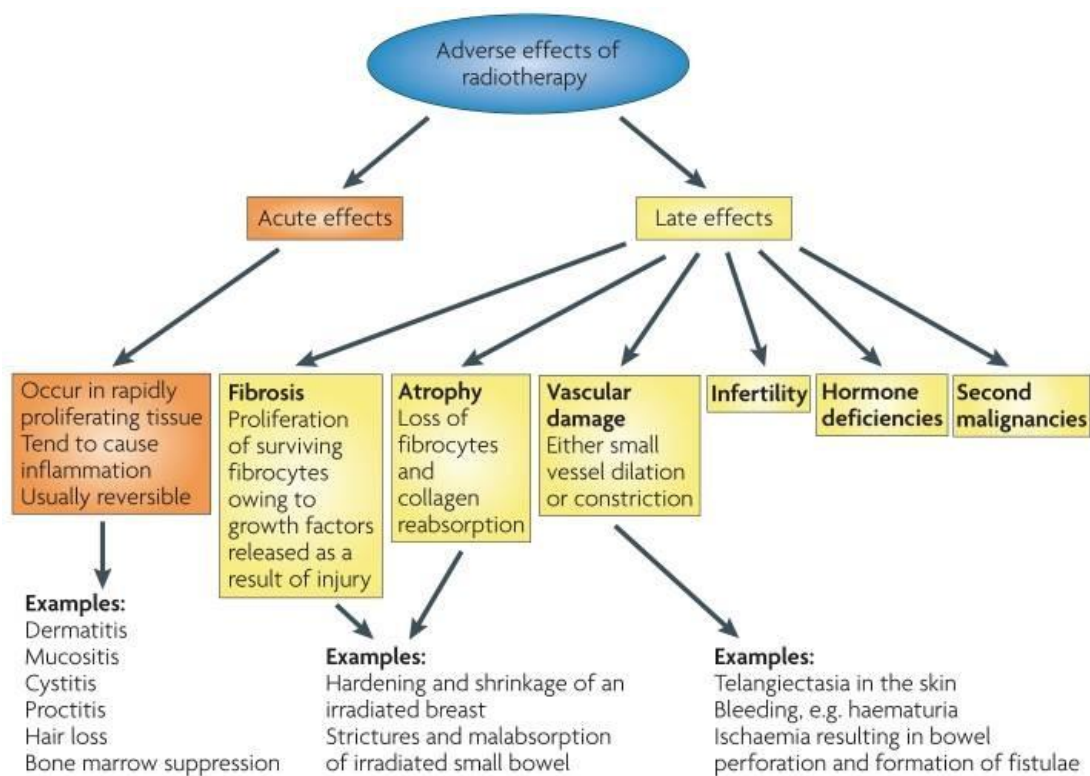 Adverse effects of
radiotherapy
Acute effects
Late effects
Occur in rapidly
proliferating tissue
Tend to cause
inflammation
Usually reversible
Fibrosis
Proliferation
of surviving
fibrocytes
owing to
growth factors
released as a
result of injury
Atrophy
Loss of
fibrocytes
and
collagen
reabsorption
Vascular
damage
Either small
vessel dilation
or constriction
Infertility
Hormone
deficiencies
Second
malignancies
Examples:
Dermatitis
Mucositis
Cystitis
Proctitis
Hair loss
Bone marrow suppression
Examples:
Hardening and shrinkage of an
irradiated breast
Strictures and malabsorption
of irradiated small bowel
Examples:
Telangiectasia in the skin
Bleeding, e.g. haematuria
Ischaemia resulting in bowel
perforation and formation of fistulae